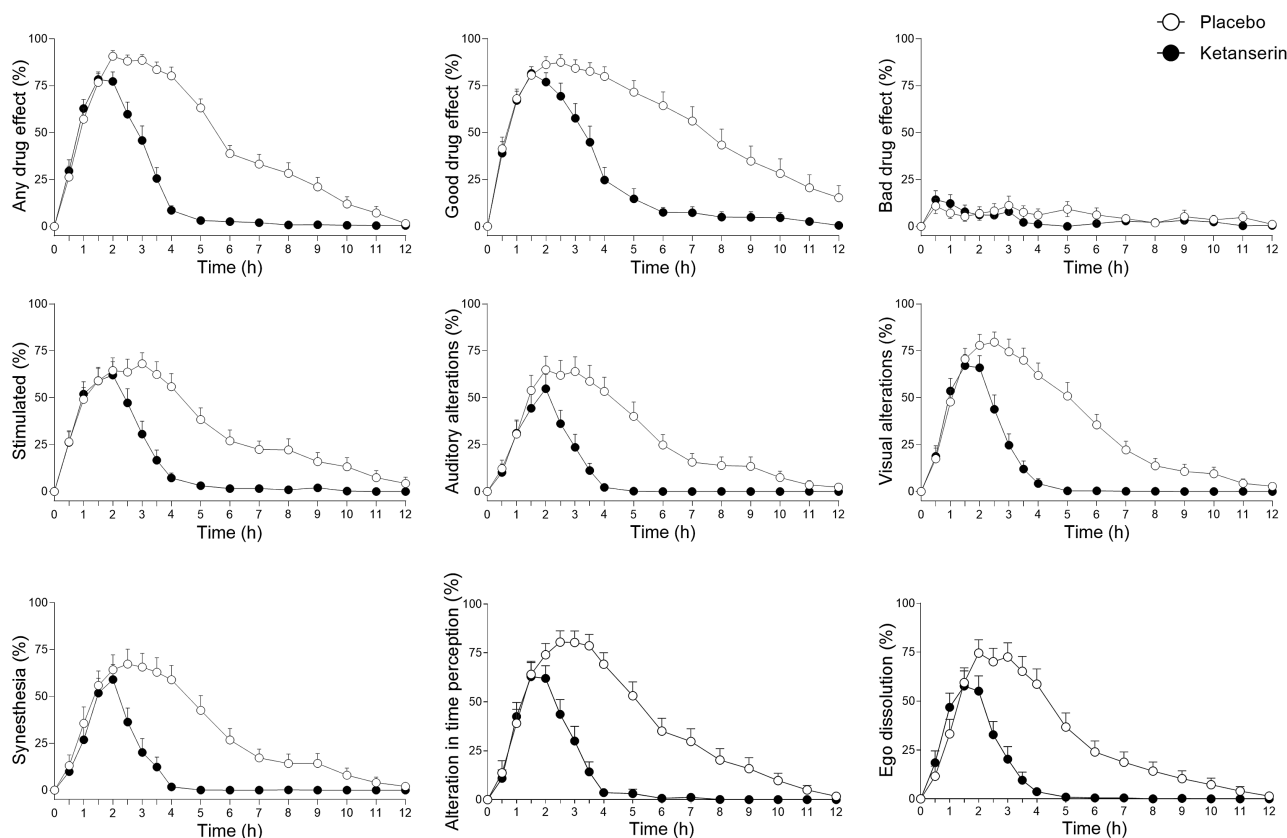 Placebo
Ketanserin
Any drug effect (%)
100
75
50
25
0
0 1 2 3 4 5 6 7 8 9 10 11 12
Time (h)
Good drug effect (%)
100
75
50
25
0
0 1 2 3 4 5 6 7 8 9 10 11 12
Time (h)
Bad drug effect (%)
100
75
50
25
0
0 1 2 3 4 5 6 7 8 9 10 11 12
Time (h)
Stimulated (%)
100
75
50
25
0
0 1 2 3 4 5 6 7 8 9 10 11 12
Time (h)
Auditory alterations (%)
100
75
50
25
0
0 1 2 3 4 5 6 7 8 9 10 11 12
Time (h)
Visual alterations (%)
100
75
50
25
0
0 1 2 3 4 5 6 7 8 9 10 11 12
Time (h)
Synesthesia (%)
100
75
50
25
0
0 1 2 3 4 5 6 7 8 9 10 11 12
Time (h)
Alteration in time perception (%)
100
75
50
25
0
0 1 2 3 4 5 6 7 8 9 10 11 12
Time (h)
Ego dissolution (%)
100
75
50
25
0
0 1 2 3 4 5 6 7 8 9 10 11 12
Time (h)